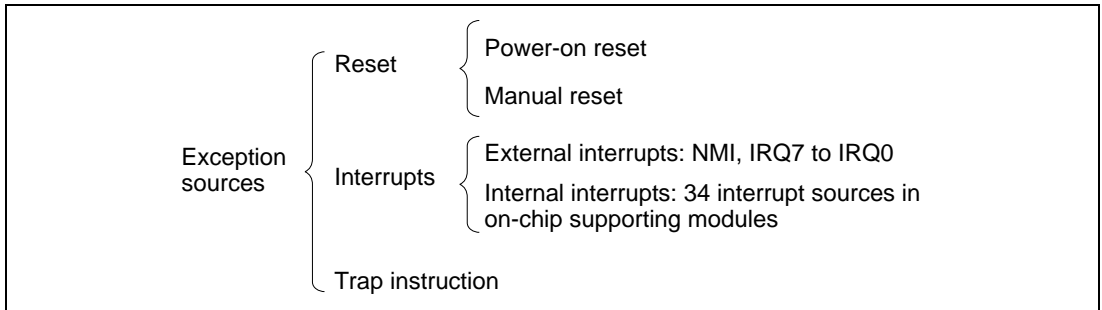 Exception
sources
Reset
Power-on reset
Manual reset
Interrupts
External interrupts: NMI, IRQ7 to IRQ0
Internal interrupts: 34 interrupt sources in
on-chip supporting modules
Trap instruction